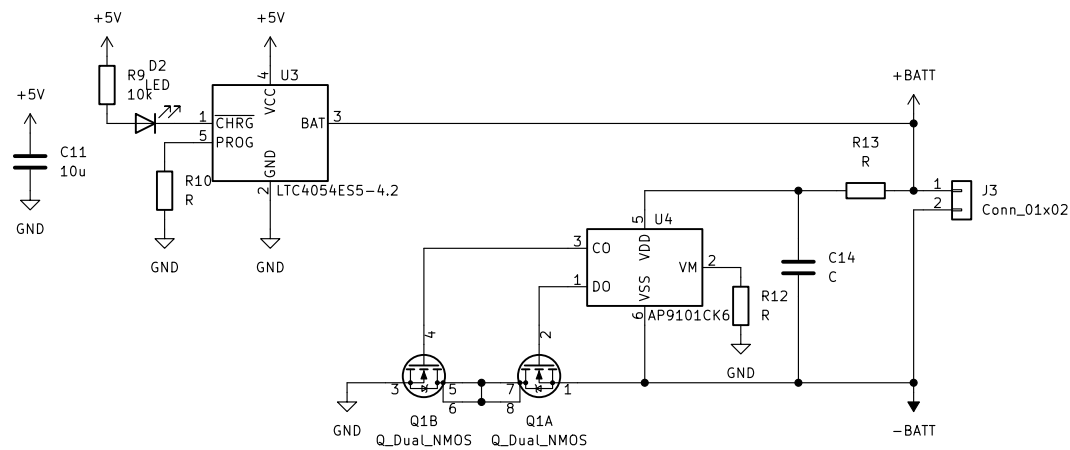 +5V
+5V
R9
10k
D2
LED
4
U3
VCC
+BATT
+5V
1
CHRG
BAT
3
5
PROG
R13
R
C11
10u
GND
R10
R
2
LTC4054ES5-4.2
1
J3
2
Conn_01x02
GND
GND
GND
5
U4
3
CO
VDD
VM
2
C14
C
1
DO
VSS
R12
R
6
AP9101CK6
4
2
GND
3
5
7
1
6
8
GND
Q1B
Q_Dual_NMOS
Q1A
Q_Dual_NMOS
-BATT